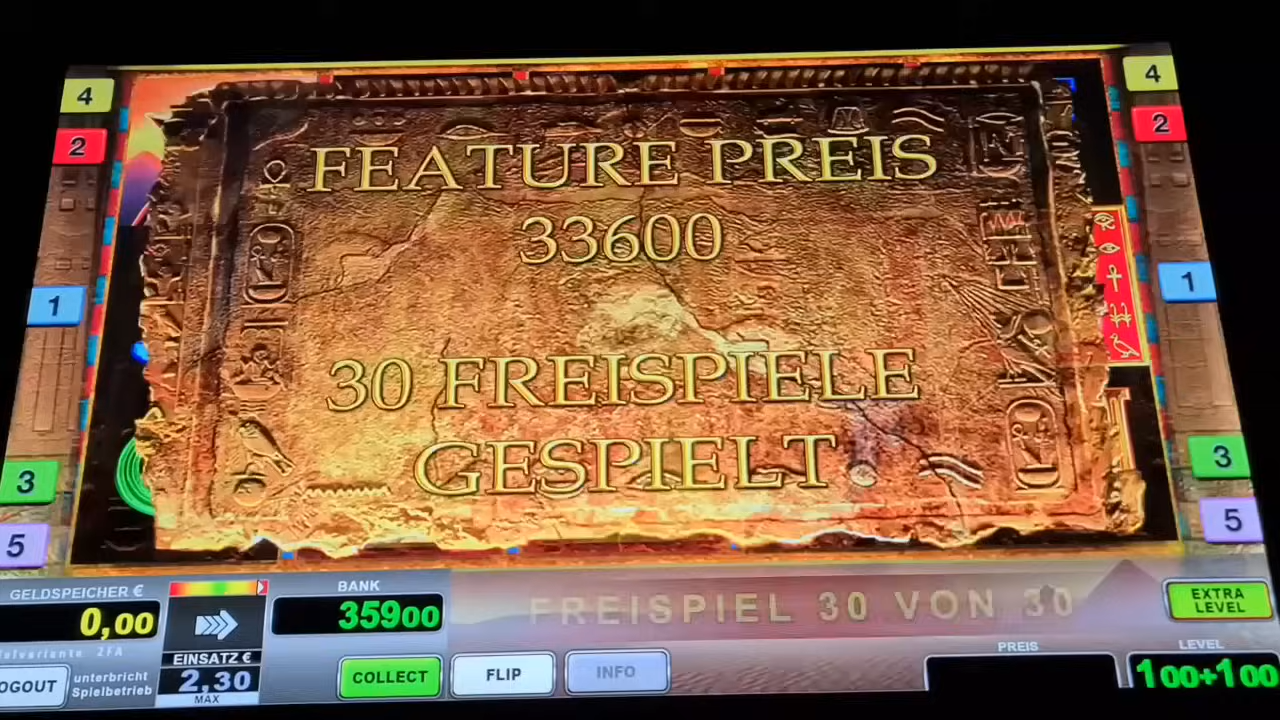 4
4
2
2
FEATURE PREIS
33600
1
1
30 FREISPIELE
GESPIELT
3
3
5
5
GELDSPEICHER €
0,00
BANK
35900
FREISPIEL 30 VON 30
EXTRA
LEVEL
2FA
EINSATZ €
2,30
MAX
OGOUT
unterbricht
Spielbetrieb
COLLECT
FLIP
INFO
PREIS
LEVEL
100+100